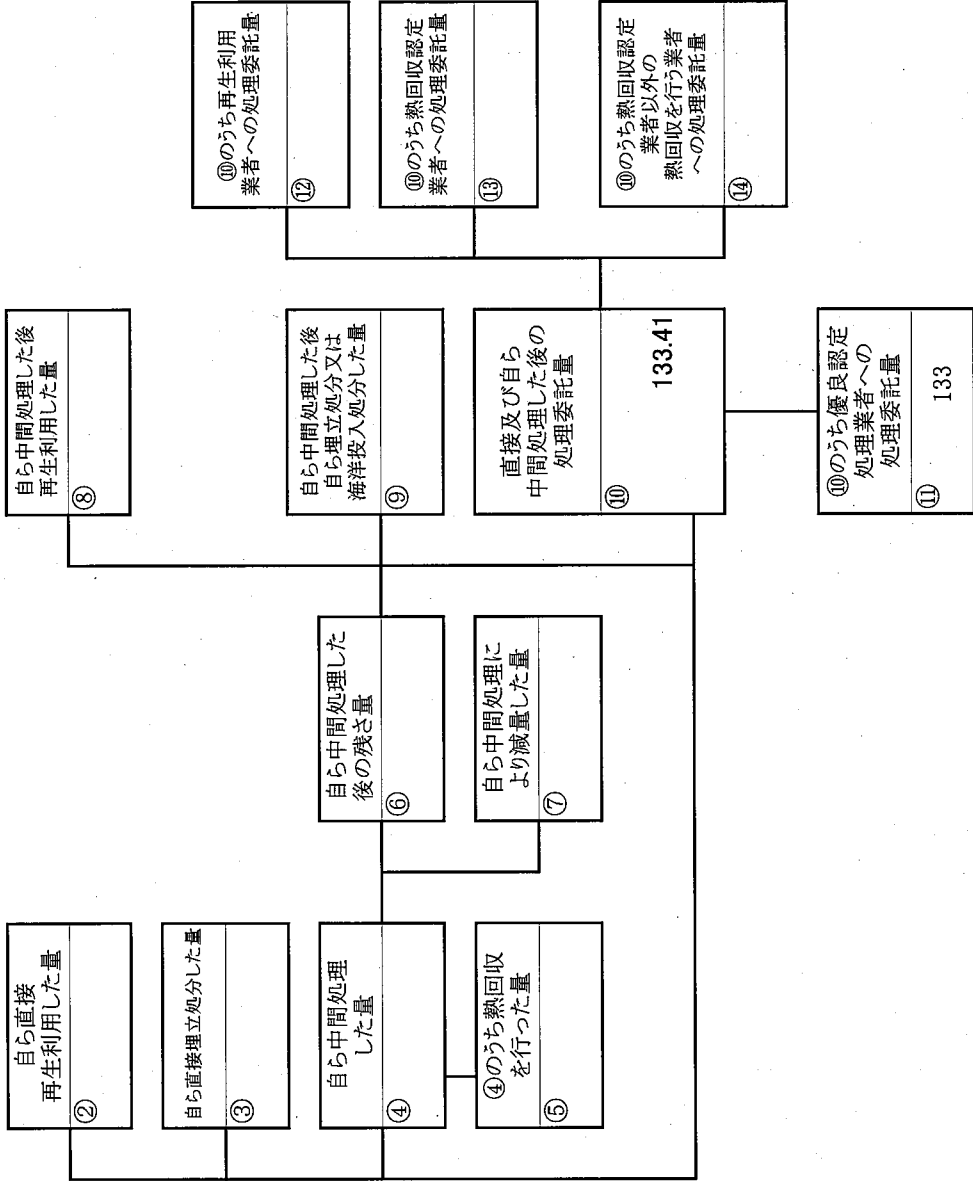 自ら直接
再生利用した量
②
自ら直接埋立処分した量
③
自ら中間処理
した量
④
④のうち熱回収
を行った量
⑤
自ら中間処理した
後の残さ量
⑥
自ら中間処理に
より減量した量
⑦
自ら中間処理した後
再生利用した量
⑧
自ら中間処理した後
自ら埋立処分又は
海洋投入処分した量
⑨
直接及び自ら
中間処理した後の
処理委託量
⑩
133.41
⑩のうち優良認定
処理業者への
処理委託量
⑪
133
⑩のうち再生利用
業者への処理委託量
⑫
⑩のうち熱回収認定
業者への処理委託量
⑬
⑩のうち熱回収認定
業者以外の
熱回収を行う業者
への処理委託量
⑭